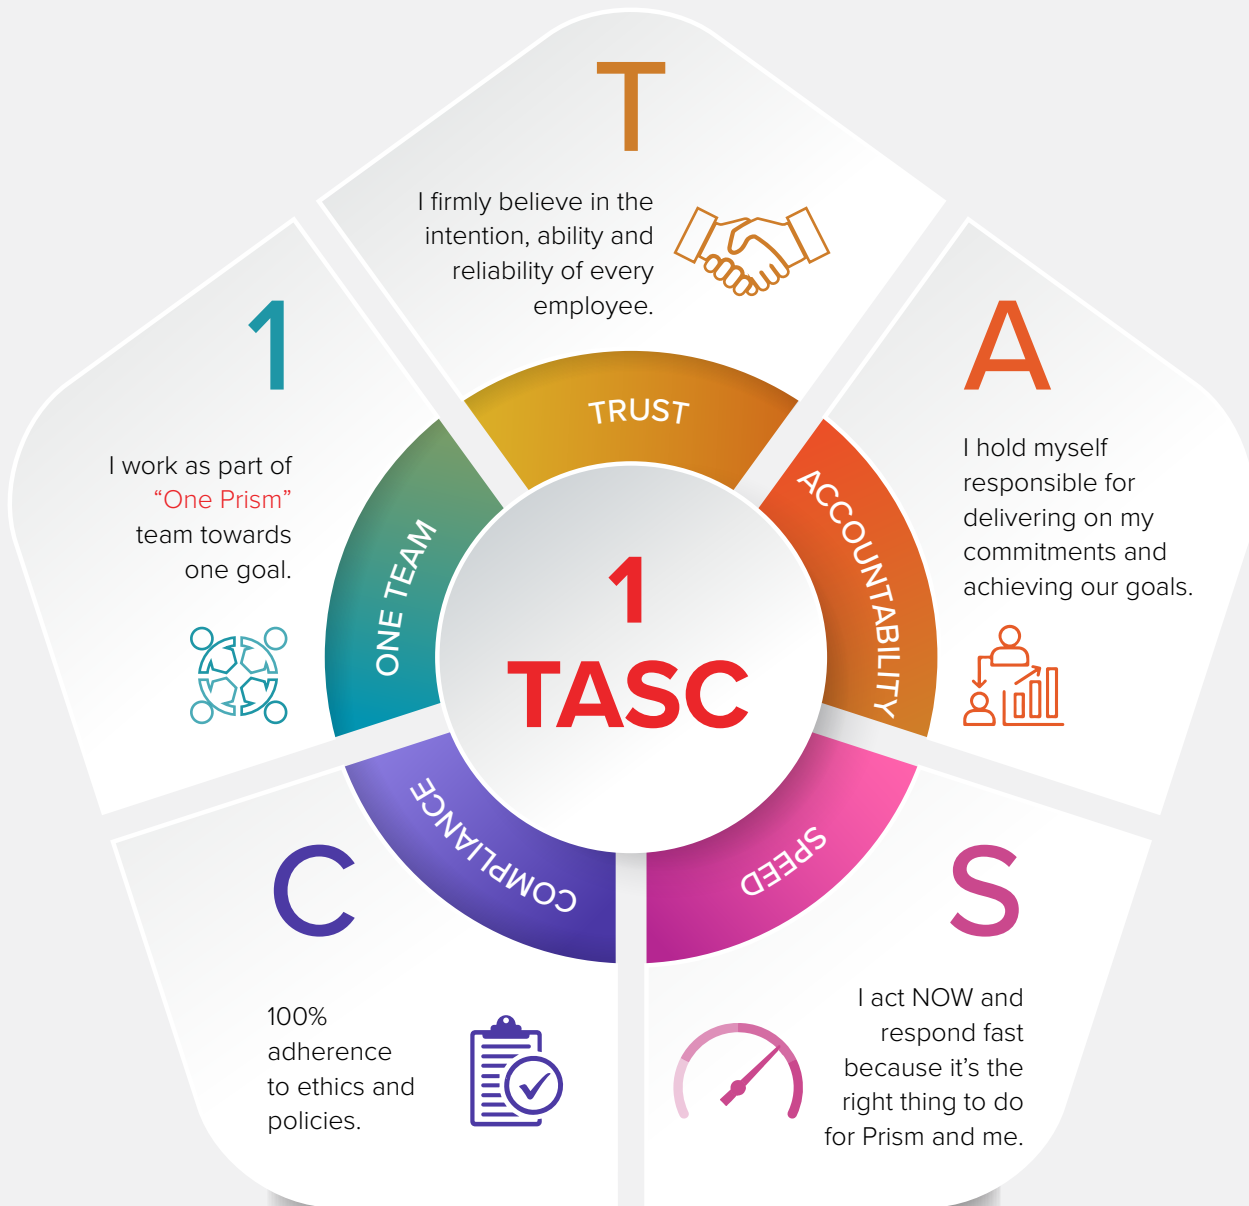 T
I firmly believe in the
intention, ability and
reliability of every
employee.
TRUST
1
I work as part of
“One Prism”
team towards
one goal.
ONE TEAM
A
I hold myself
responsible for
delivering on my
commitments and
achieving our goals.
ACCOUNTABILITY
1
TASC
C
100%
adherence
to ethics and
policies.
COMPLIANCE
S
I act NOW and
respond fast
because it’s the
right thing to do
for Prism and me.
SPEED